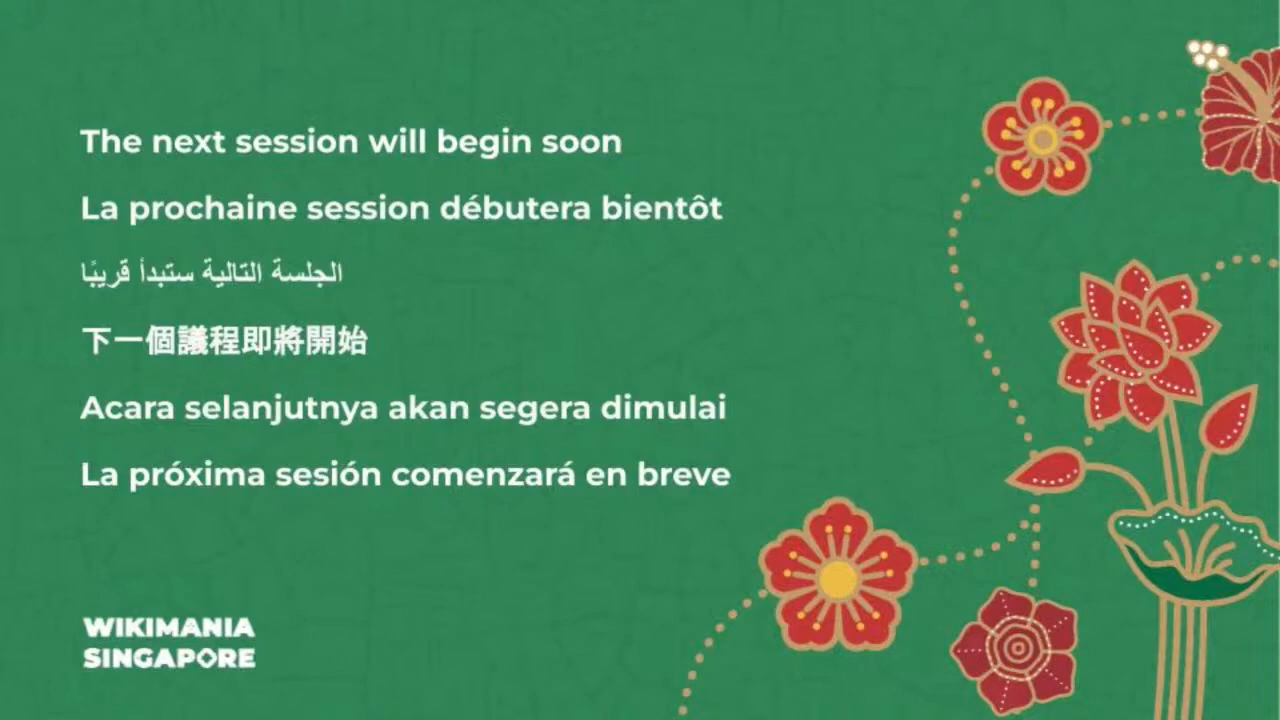 The next session will begin soon
La prochaine session débutera bientôt
الجلسة التالية ستبدأ قريبًا
下一個議程即將開始
Acara selanjutnya akan segera dimulai
La próxima sesión comenzará en breve
WIKIMANIA
SINGAPORE